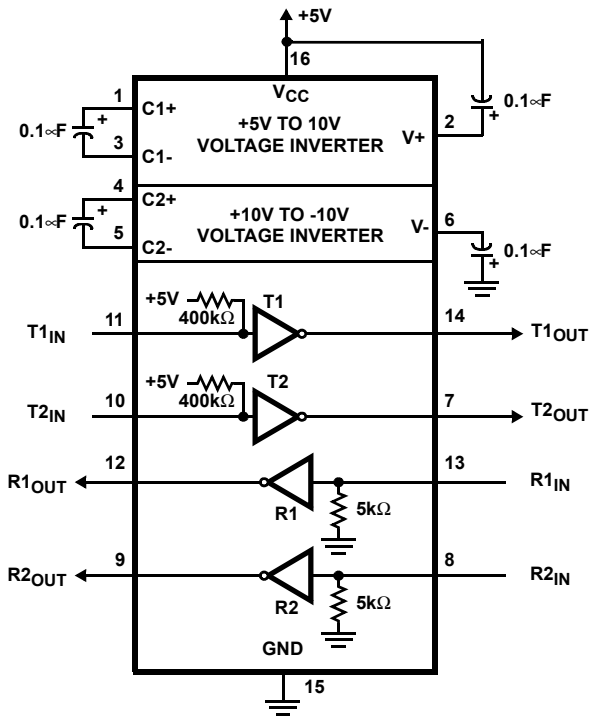 +5V
16
VCC
1
C1+
0.1∝F
+
3
C1-
+5V TO 10V
VOLTAGE INVERTER
V+
2
0.1∝F
+
4
C2+
0.1∝F
+
5
C2-
+10V TO -10V
VOLTAGE INVERTER
V-
6
0.1∝F
+
+5V
400kΩ
T1
T1IN
11
14
T1OUT
+5V
400kΩ
T2
T2IN
10
7
T2OUT
R1OUT
12
13
R1IN
R1
5kΩ
R2OUT
9
8
R2IN
R2
5kΩ
GND
15